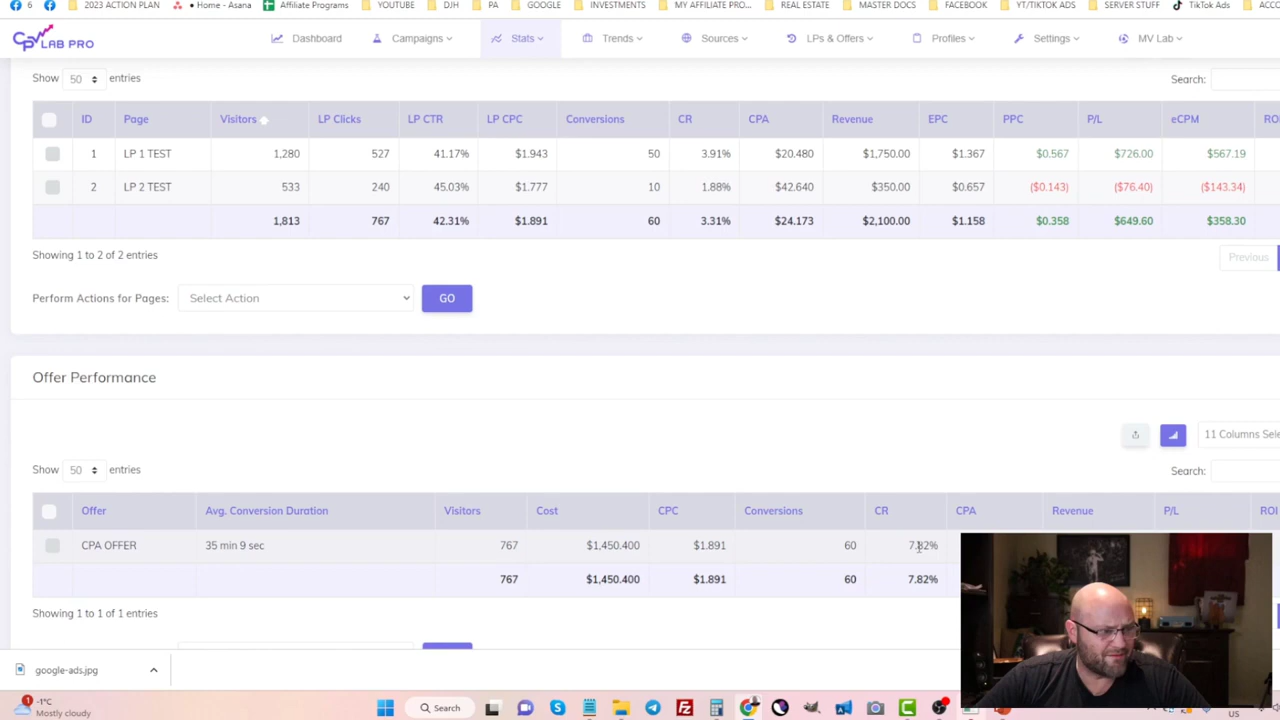 6 2023 ACTION PLAN Home - Asana Affiliate Programs YOUTUBE DJH PA GOOGLE INVESTMENTS MY AFFILIATE PRO... REAL ESTATE MASTER DOCS FACEBOOK YT/TIKTOK ADS SERVER STUFF TikTok Ads
CPV LAB PRO Dashboard Campaigns Stats Trends Sources LPs & Offers Profiles Settings MV Lab
Show 50 entries Search:
ID Page Visitors LP Clicks LP CTR LP CPC Conversions CR CPA Revenue EPC PPC P/L eCPM
1 LP 1 TEST 1,280 527 41.17% $1.943 50 3.91% $20.480 $1,750.00 $1.367 $0.567 $726.00 $567.19
2 LP 2 TEST 533 240 45.03% $1.777 10 1.88% $42.640 $350.00 $0.657 ($0.143) ($76.40) ($143.34)
1,813 767 42.31% $1.891 60 3.31% $24.173 $2,100.00 $1.158 $0.358 $649.60 $358.30
Showing 1 to 2 of 2 entries Previous
Perform Actions for Pages: Select Action GO
Offer Performance
11 Columns Sele
Show 50 entries Search:
Offer Avg. Conversion Duration Visitors Cost CPC Conversions CR CPA Revenue P/L ROI
CPA OFFER 35 min 9 sec 767 $1,450.400 $1.891 60 7.82%
767 $1,450.400 $1.891 60 7.82%
Showing 1 to 1 of 1 entries
google-ads.jpg
1 -1°C
Mostly cloudy
Search
US